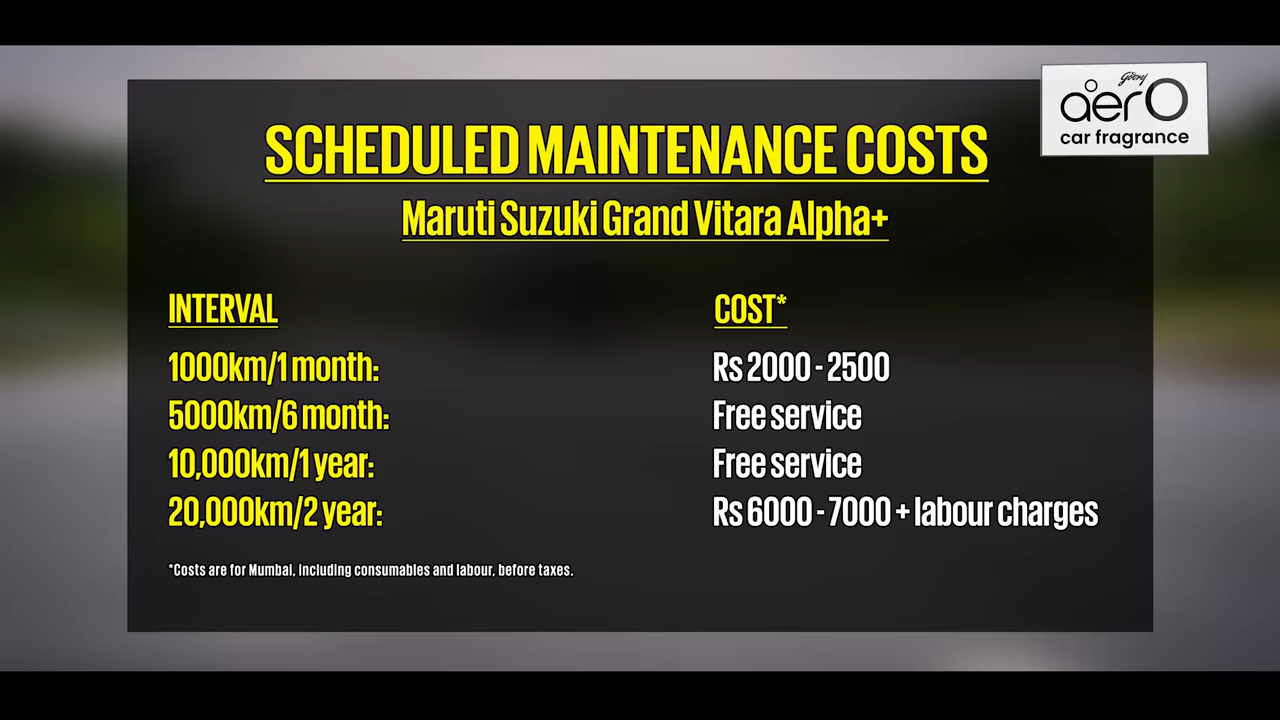 Godrej
aer
car fragrance
SCHEDULED MAINTENANCE COSTS
Maruti Suzuki Grand Vitara Alpha+
INTERVAL COST*
1000km/1 month: Rs 2000 - 2500
5000km/6 month: Free service
10,000km/1 year: Free service
20,000km/2 year: Rs 6000 - 7000 + labour charges
*Costs are for Mumbai, including consumables and labour, before taxes.